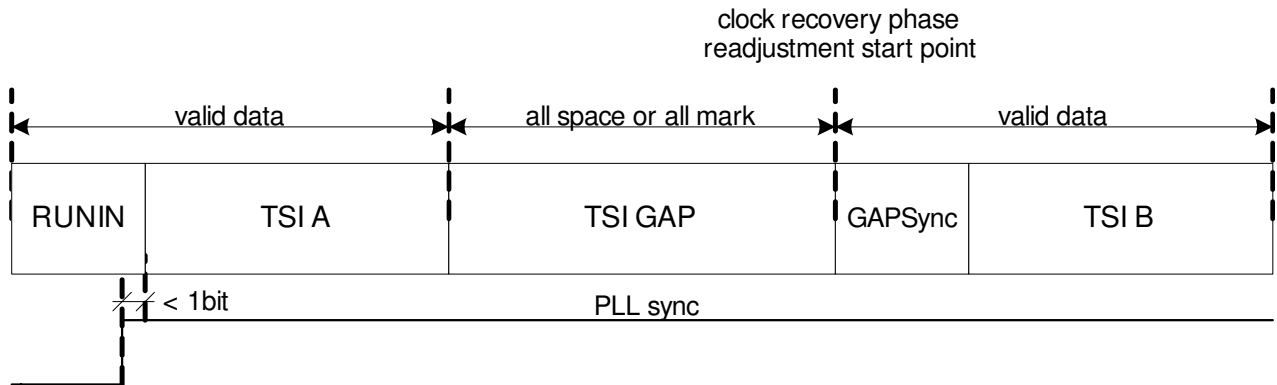 clock recovery phase
readjustment start point
valid data
all space or all mark
valid data
RUNIN
TSI A
TSI GAP
GAPSync
TSI B
< 1bit
PLL sync